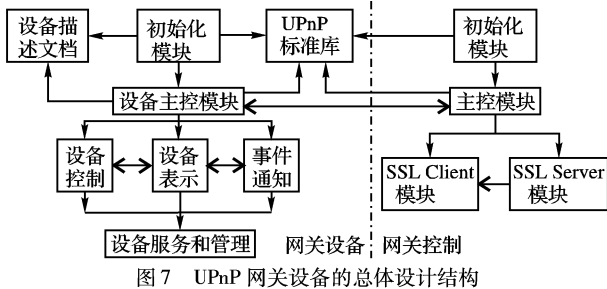 设备描
述文档
初始化
模块
UPnP
标准库
初始化
模块
设备主控模块
主控模块
设备
控制
设备
表示
事件
通知
SSL Client
模块
SSL Server
模块
设备服务和管理
网关设备
网关控制
图 7 UPnP 网关设备的总体设计结构